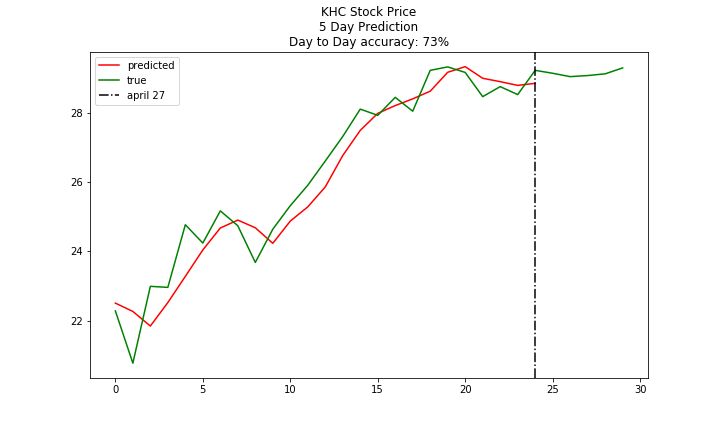 KHC Stock Price
5 Day Prediction
Day to Day accuracy: 73%
predicted
true
april 27
28
26
24
22
0 5 10 15 20 25 30